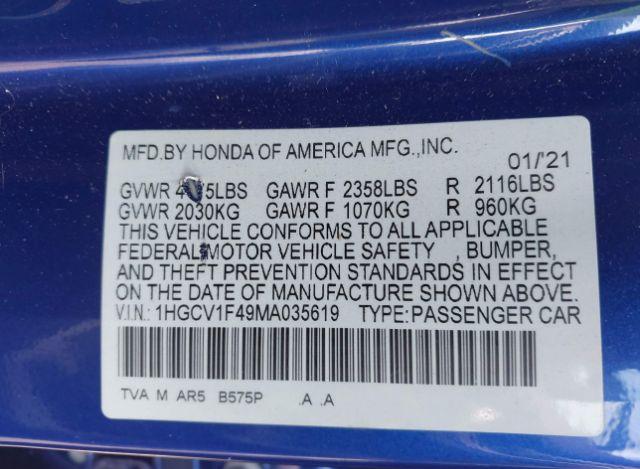 MFD.BY HONDA OF AMERICA MFG.,INC.
01/'21
GVWR GAWR F 2358LBS R 2116LBS
GVWR 2030KG GAWR F 1070KG R 960KG
THIS VEHICLE CONFORMS TO ALL APPLICABLE
FEDERAL MOTOR VEHICLE SAFETY , BUMPER,
AND THEFT PREVENTION STANDARDS IN EFFECT
ON THE DATE OF MANUFACTURE SHOWN ABOVE.
V.I.N.: 1HGCV1F49MA035619 TYPE:PASSENGER CAR
TVA M AR5 B575P .A .A